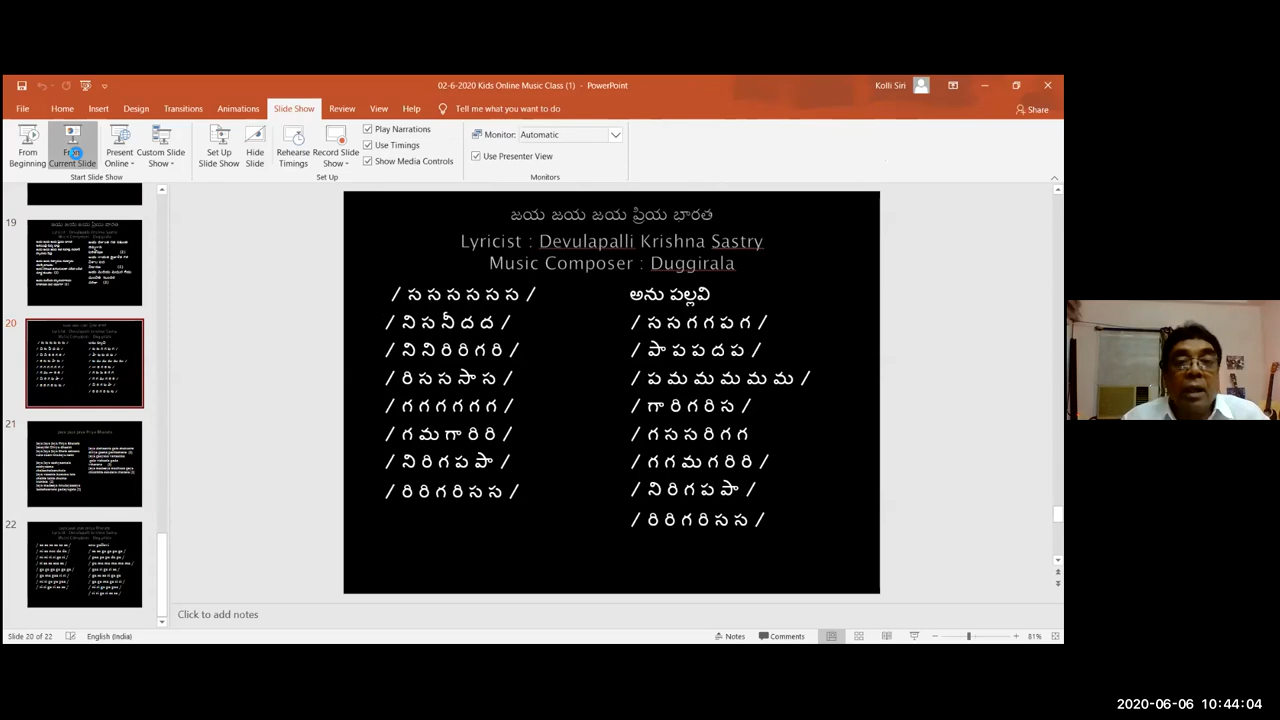 02-6-2020 Kids Online Music Class (1) - PowerPoint
Kolli Siri
File Home Insert Design Transitions Animations Slide Show Review View Help Tell me what you want to do
Share
From Beginning
From Current Slide
Present Online
Custom Slide Show
Set Up Slide Show
Hide Slide
Rehearse Timings
Record Slide Show
Play Narrations
Use Timings
Show Media Controls
Monitor: Automatic
Use Presenter View
Start Slide Show
Set Up
Monitors
19
20
21
22
జయ జయ జయ ప్రియ భారత
Lyricist : Devulapalli Krishna Sastry
Music Composer : Duggirala
/ స స స స స స /
/ ని స నీ ద ద /
/ ని ని రి రి గ రి /
/ రి స స సా స /
/ గ గ గ గ గ గ /
/ గ మ గా రి రి /
/ ని రి గ ప పా /
/ రి రి గ రి స స /
అను పల్లవి
/ స స గ గ ప గ /
/ పా ప ప ద ప /
/ ప మ మ మ మ మ /
/ గా రి గ రి స /
/ గ స స రి గ గ
/ గ గ మ గ రి రి /
/ ని రి గ ప పా /
/ రి రి గ రి స స /
Click to add notes
Slide 20 of 22 English (India)
Notes Comments 81%
2020-06-06 10:44:04